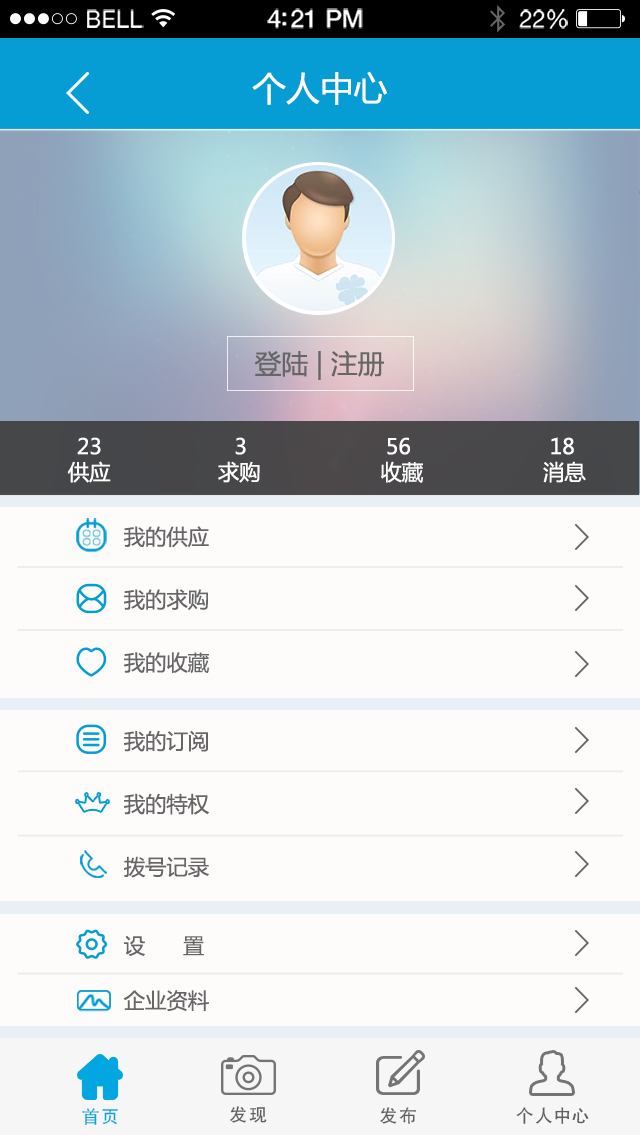 BELL 4:21 PM 22%
个人中心
登陆 | 注册
23 3 56 18
供应 求购 收藏 消息
我的供应
我的求购
我的收藏
我的订阅
我的特权
拨号记录
设 置
企业资料
首页 发现 发布 个人中心